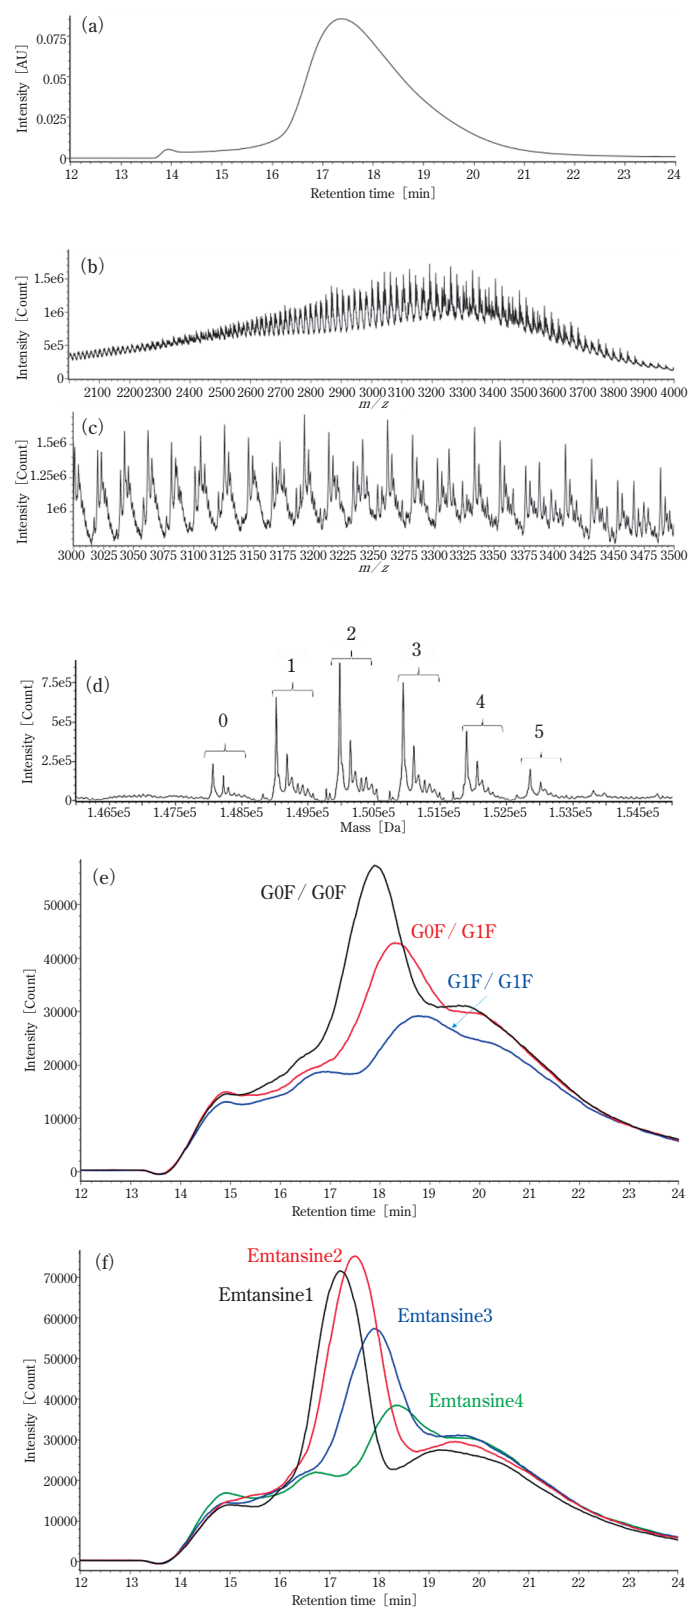 (a)
Intensity [AU]
0.075
0.05
0.025
0
12 13 14 15 16 17 18 19 20 21 22 23 24
Retention time [min]
(b)
Intensity [Count]
1.5e6
1e6
5e5
0
2100 2200 2300 2400 2500 2600 2700 2800 2900 3000 3100 3200 3300 3400 3500 3600 3700 3800 3900 4000
m/z
(c)
Intensity [Count]
1.5e6
1.25e6
1e6
3000 3025 3050 3075 3100 3125 3150 3175 3200 3225 3250 3275 3300 3325 3350 3375 3400 3425 3450 3475 3500
m/z
(d)
Intensity [Count]
0 1 2 3 4 5
7.5e5
5e5
2.5e5
0
1.465e5 1.475e5 1.485e5 1.495e5 1.505e5 1.515e5 1.525e5 1.535e5 1.545e5
Mass [Da]
(e)
G0F / G0F
G0F / G1F
G1F / G1F
Intensity [Count]
50000
40000
30000
20000
10000
0
12 13 14 15 16 17 18 19 20 21 22 23 24
Retention time [min]
(f)
Emtansine2
Emtansine1
Emtansine3
Emtansine4
Intensity [Count]
70000
60000
50000
40000
30000
20000
10000
0
12 13 14 15 16 17 18 19 20 21 22 23 24
Retention time [min]